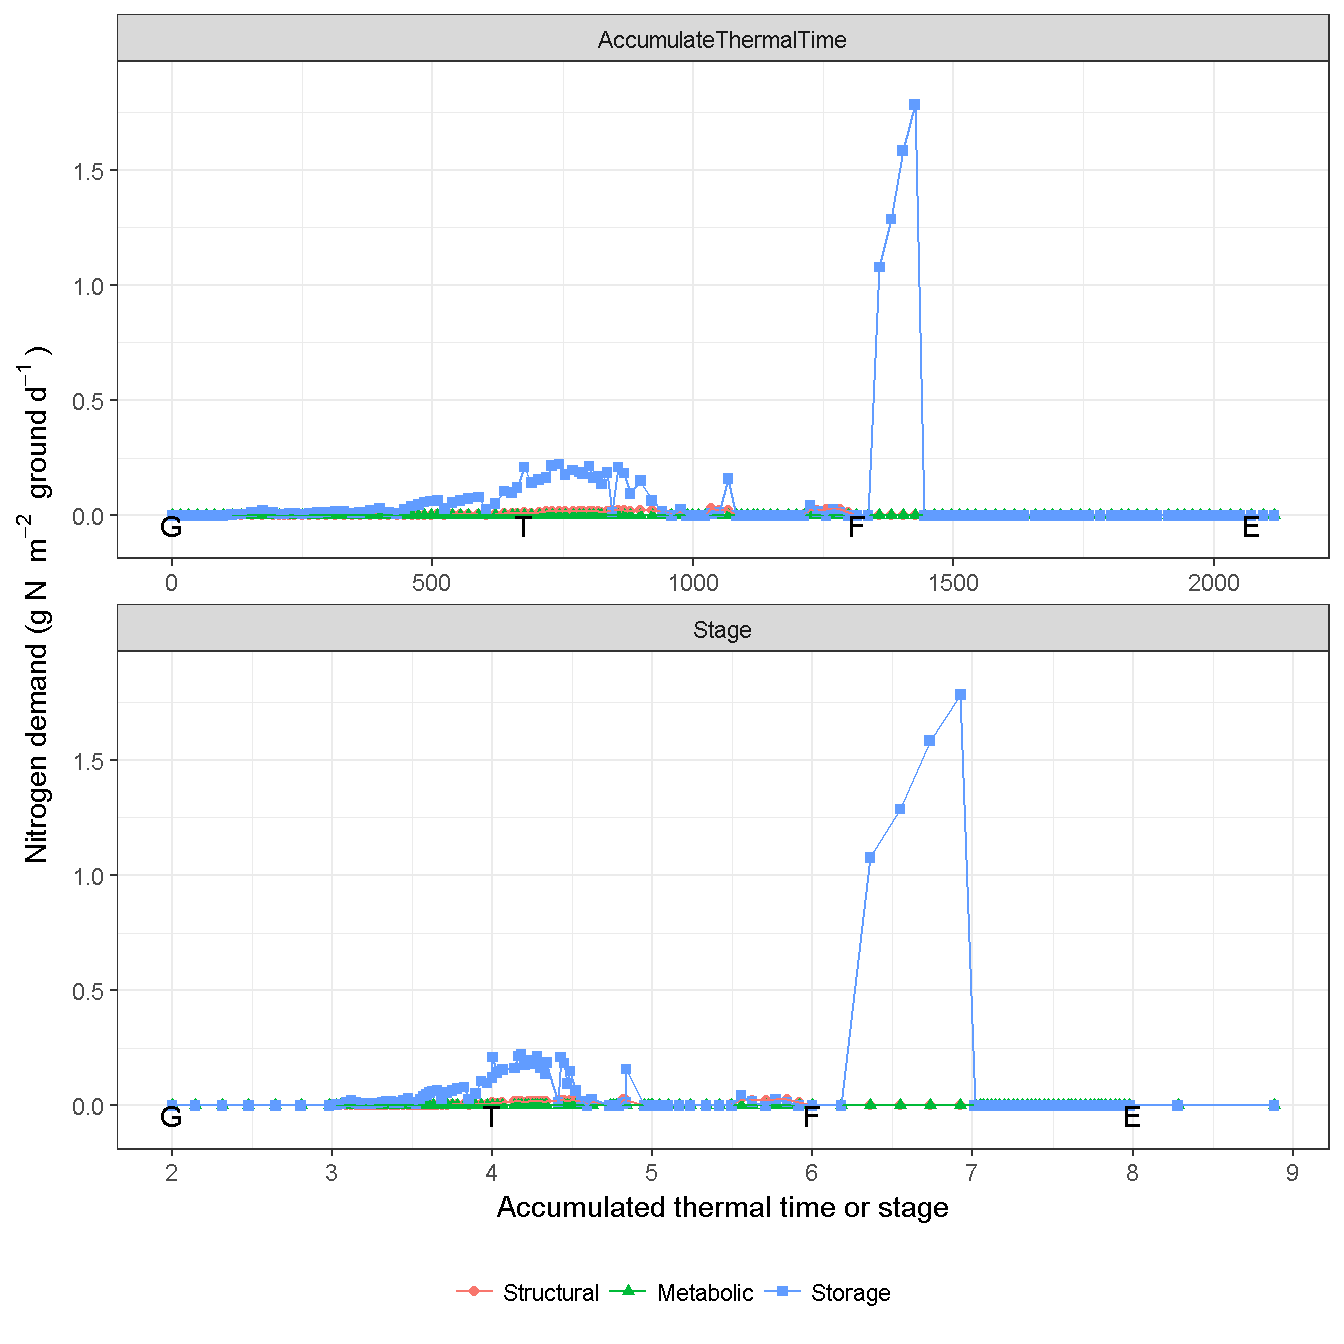 AccumulateThermalTime
1.5
1.0
0.5
0.0
G T F E
0 500 1000 1500 2000
Nitrogen demand (g N m⁻² ground d⁻¹)
Stage
1.5
1.0
0.5
0.0
G T F E
2 3 4 5 6 7 8 9
Accumulated thermal time or stage
Structural Metabolic Storage